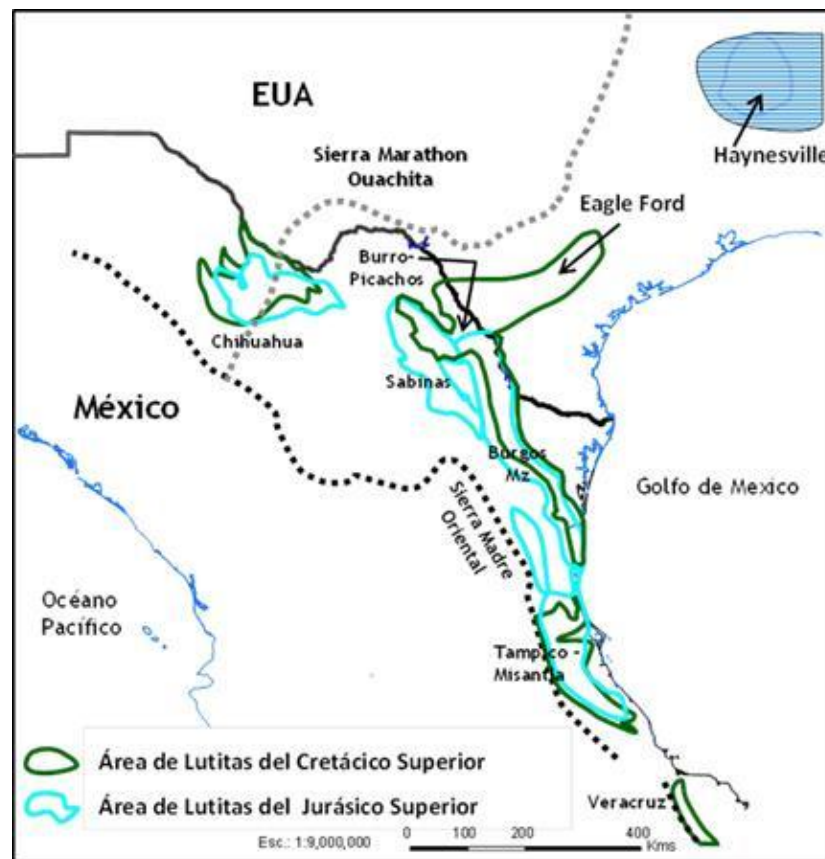 EUA
Haynesville
Sierra Marathon
Ouachita
Eagle Ford
Burro-
Picachos
Chihuahua
Sabinas
México
Burgos
Mz
Golfo de Mexico
Sierra Madre
Oriental
Océano
Pacífico
Tampico -
Misantla
Área de Lutitas del Cretácico Superior
Área de Lutitas del Jurásico Superior
Veracruz
Esc.: 1:9,000,000
0 100 200 400
Kms